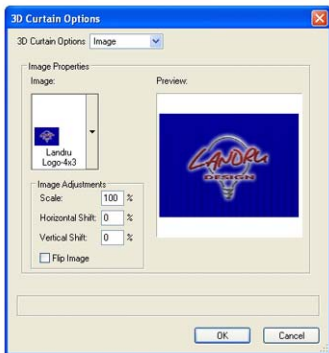 3D Curtain Options
3D Curtain Options Image
Image Properties
Image:
Preview:
Landru
Logo-4x3
LANDRU
DESIGN
Image Adjustments
Scale: 100 %
Horizontal Shift: 0 %
Vertical Shift: 0 %
Flip Image
OK
Cancel